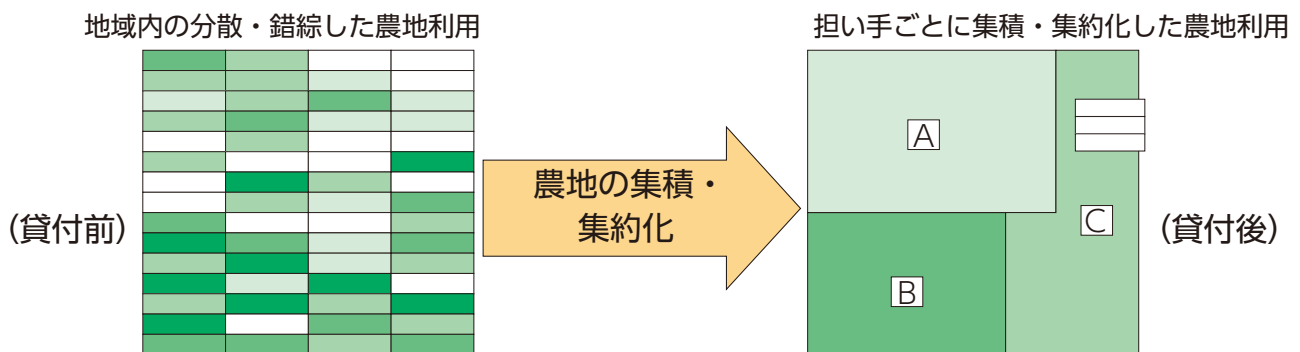 地域内の分散・錯綜した農地利用
担い手ごとに集積・集約化した農地利用
(貸付前)
農地の集積・
集約化
A
B
C
(貸付後)